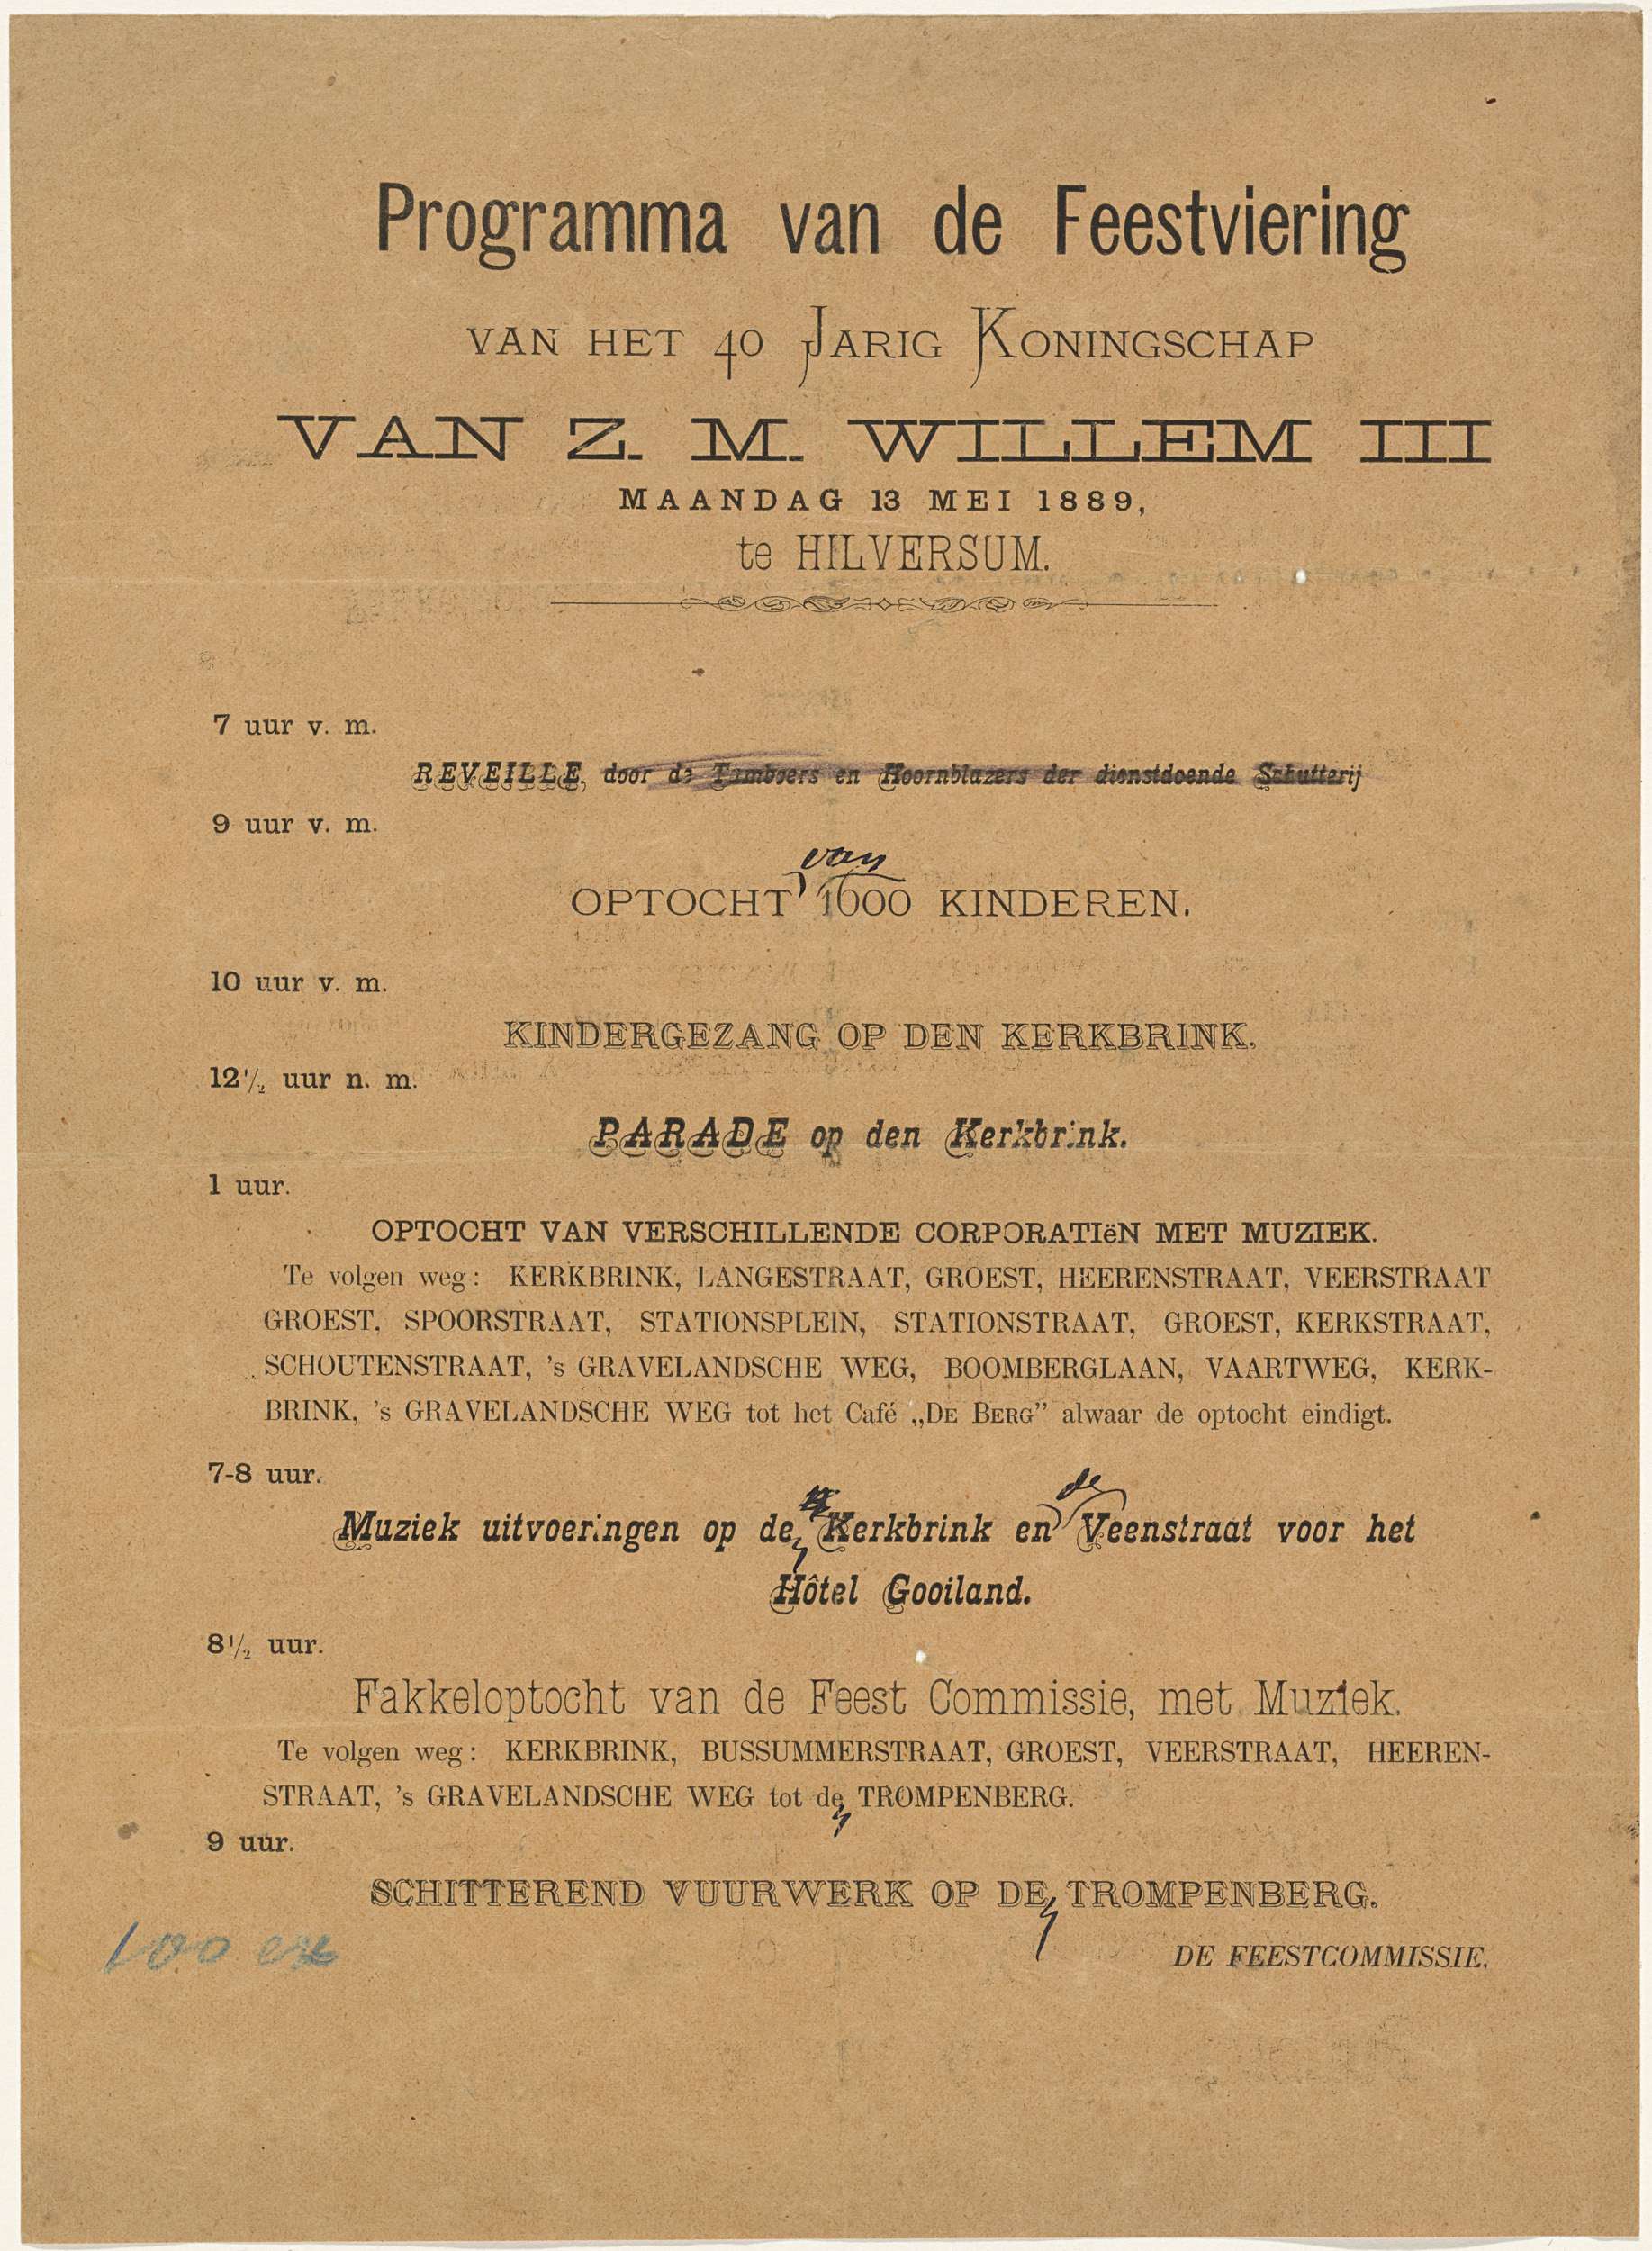 Programma van de Feestviering
VAN HET 40 JARIG KONINGSCHAP
VAN Z. M. WILLEM III
MAANDAG 13 MEI 1889,
te HILVERSUM.
7 uur v. m.
REVEILLE, door de Tamboers en Hoornblazers der dienstdoende Schutterij
9 uur v. m.
van
OPTOCHT 1600 KINDEREN.
10 uur v. m.
KINDERGEZANG OP DEN KERKBRINK.
12 1/2 uur n. m.
PARADE op den Kerkbrink.
1 uur.
OPTOCHT VAN VERSCHILLENDE CORPORATIëN MET MUZIEK.
Te volgen weg: KERKBRINK, LANGESTRAAT, GROEST, HEERENSTRAAT, VEERSTRAAT
GROEST, SPOORSTRAAT, STATIONSPLEIN, STATIONSTRAAT, GROEST, KERKSTRAAT,
SCHOUTENSTRAAT, 's GRAVELANDSCHE WEG, BOOMBERGLAAN, VAARTWEG, KERK-
BRINK, 's GRAVELANDSCHE WEG tot het Café „DE BERG” alwaar de optocht eindigt.
7-8 uur.
de
Muziek uitvoeringen op de Kerkbrink en Veenstraat voor het
Hôtel Gooiland.
8 1/2 uur.
Fakkeloptocht van de Feest Commissie, met Muziek.
Te volgen weg: KERKBRINK, BUSSUMMERSTRAAT, GROEST, VEERSTRAAT, HEEREN-
STRAAT, 's GRAVELANDSCHE WEG tot de TROMPENBERG.
9 uur.
SCHITTEREND VUURWERK OP DE TROMPENBERG.
100 ex
DE FEESTCOMMISSIE.